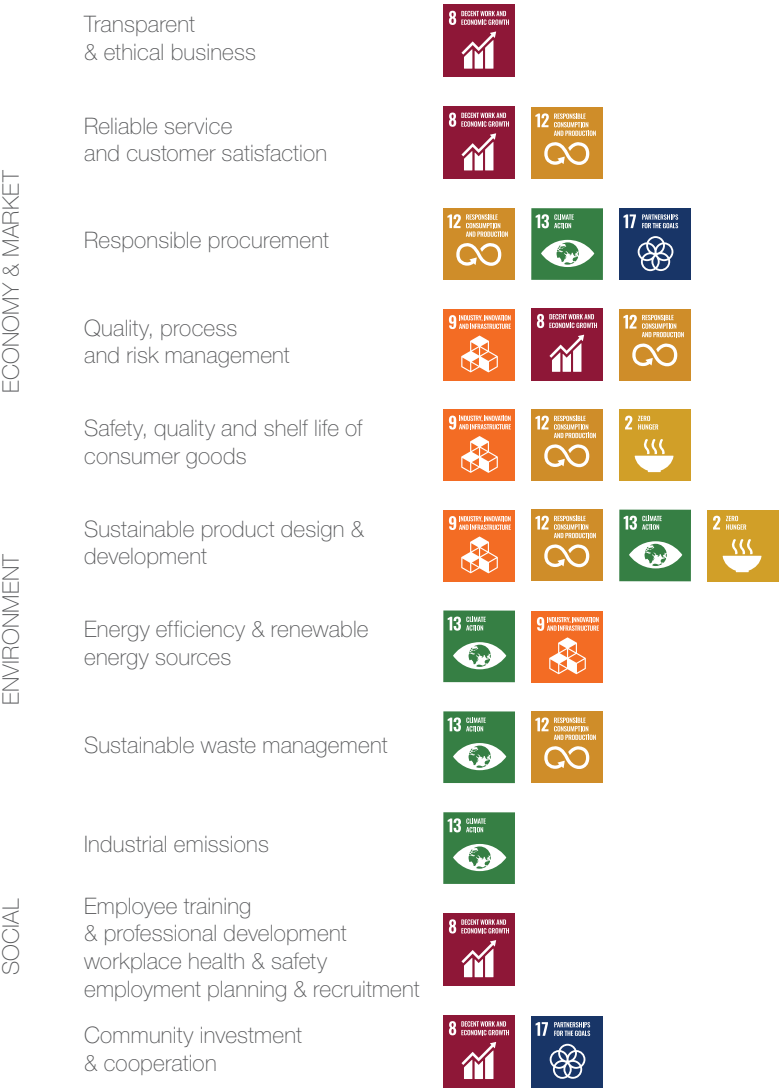 Transparent
& ethical business
8 DECENT WORK AND
ECONOMIC GROWTH
ECONOMY & MARKET
Reliable service
and customer satisfaction
8 DECENT WORK AND
ECONOMIC GROWTH
12 RESPONSIBLE
CONSUMPTION
AND PRODUCTION
Responsible procurement
12 RESPONSIBLE
CONSUMPTION
AND PRODUCTION
13 CLIMATE
ACTION
17 PARTNERSHIPS
FOR THE GOALS
Quality, process
and risk management
9 INDUSTRY, INNOVATION
AND INFRASTRUCTURE
8 DECENT WORK AND
ECONOMIC GROWTH
12 RESPONSIBLE
CONSUMPTION
AND PRODUCTION
Safety, quality and shelf life of
consumer goods
9 INDUSTRY, INNOVATION
AND INFRASTRUCTURE
12 RESPONSIBLE
CONSUMPTION
AND PRODUCTION
2 ZERO
HUNGER
ENVIRONMENT
Sustainable product design &
development
9 INDUSTRY, INNOVATION
AND INFRASTRUCTURE
12 RESPONSIBLE
CONSUMPTION
AND PRODUCTION
13 CLIMATE
ACTION
2 ZERO
HUNGER
Energy efficiency & renewable
energy sources
13 CLIMATE
ACTION
9 INDUSTRY, INNOVATION
AND INFRASTRUCTURE
Sustainable waste management
13 CLIMATE
ACTION
12 RESPONSIBLE
CONSUMPTION
AND PRODUCTION
Industrial emissions
13 CLIMATE
ACTION
SOCIAL
Employee training
& professional development
workplace health & safety
employment planning & recruitment
8 DECENT WORK AND
ECONOMIC GROWTH
Community investment
& cooperation
8 DECENT WORK AND
ECONOMIC GROWTH
17 PARTNERSHIPS
FOR THE GOALS